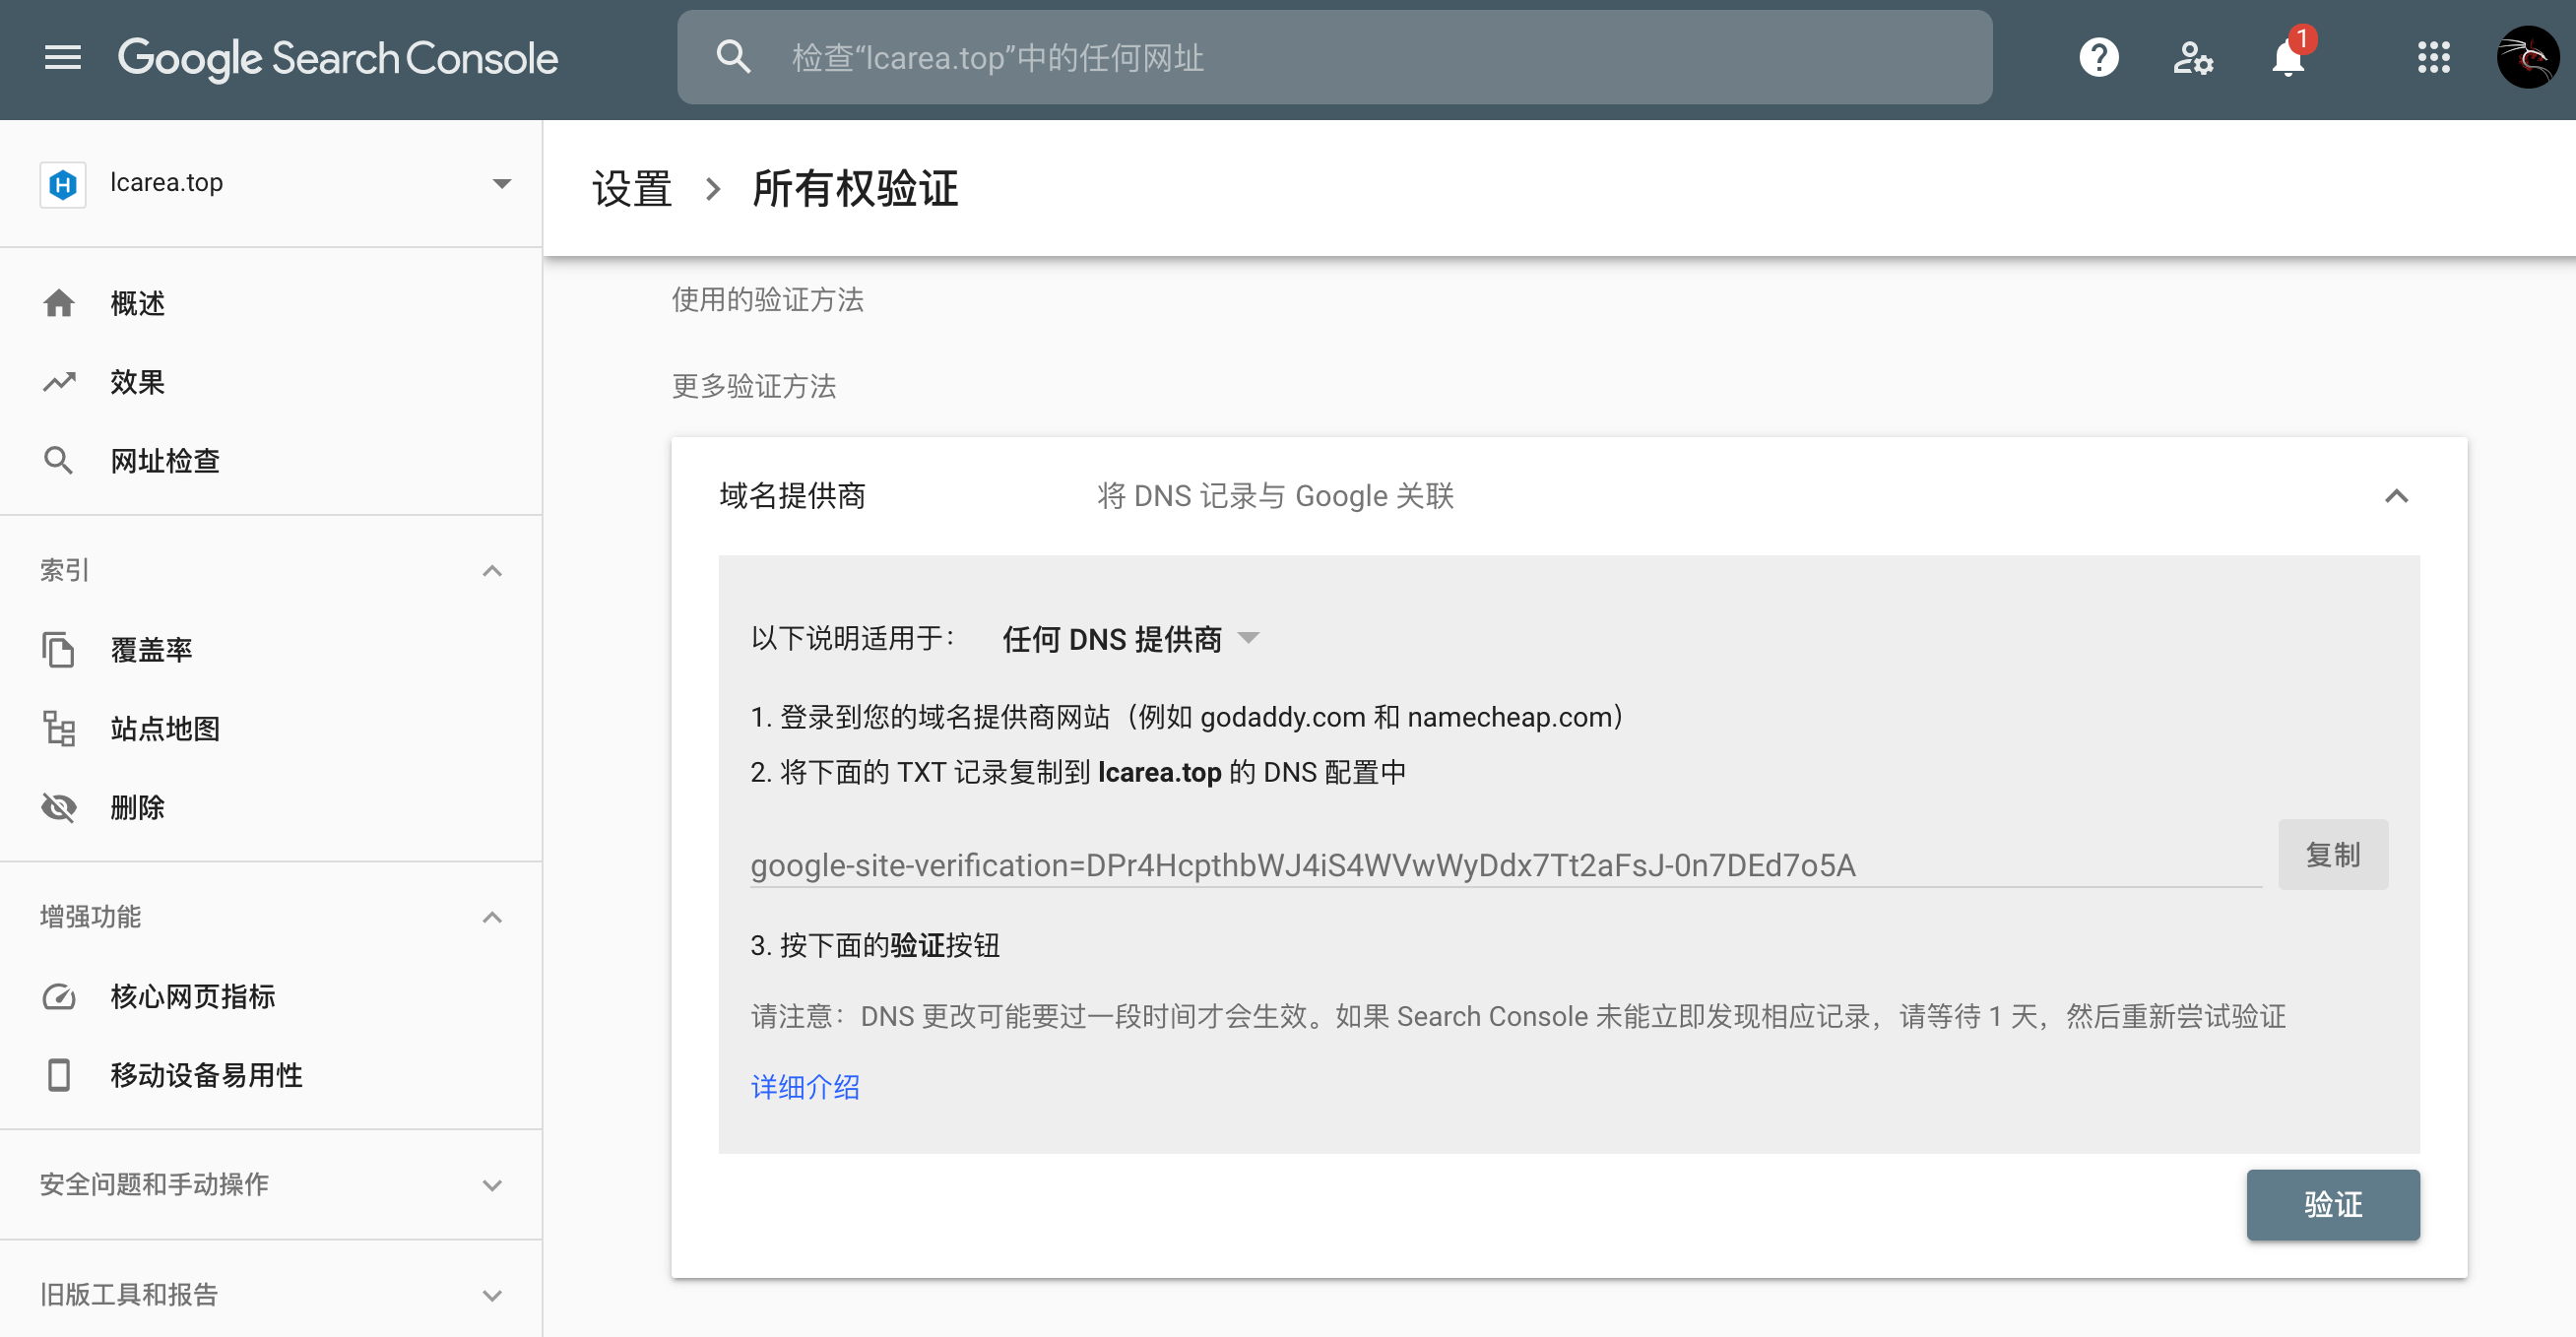 Google Search Console
检查“lcarea.top”中的任何网址
1
lcarea.top
概述
效果
网址检查
索引
覆盖率
站点地图
删除
增强功能
核心网页指标
移动设备易用性
安全问题和手动操作
旧版工具和报告
设置 > 所有权验证
使用的验证方法
更多验证方法
域名提供商 将 DNS 记录与 Google 关联
以下说明适用于： 任何 DNS 提供商
1. 登录到您的域名提供商网站（例如 godaddy.com 和 namecheap.com）
2. 将下面的 TXT 记录复制到 lcarea.top 的 DNS 配置中
google-site-verification=DPr4HcpthbWJ4iS4WVwWyDdx7Tt2aFsJ-0n7DEd7o5A
复制
3. 按下面的验证按钮
请注意：DNS 更改可能要过一段时间才会生效。如果 Search Console 未能立即发现相应记录，请等待 1 天，然后重新尝试验证
详细介绍
验证